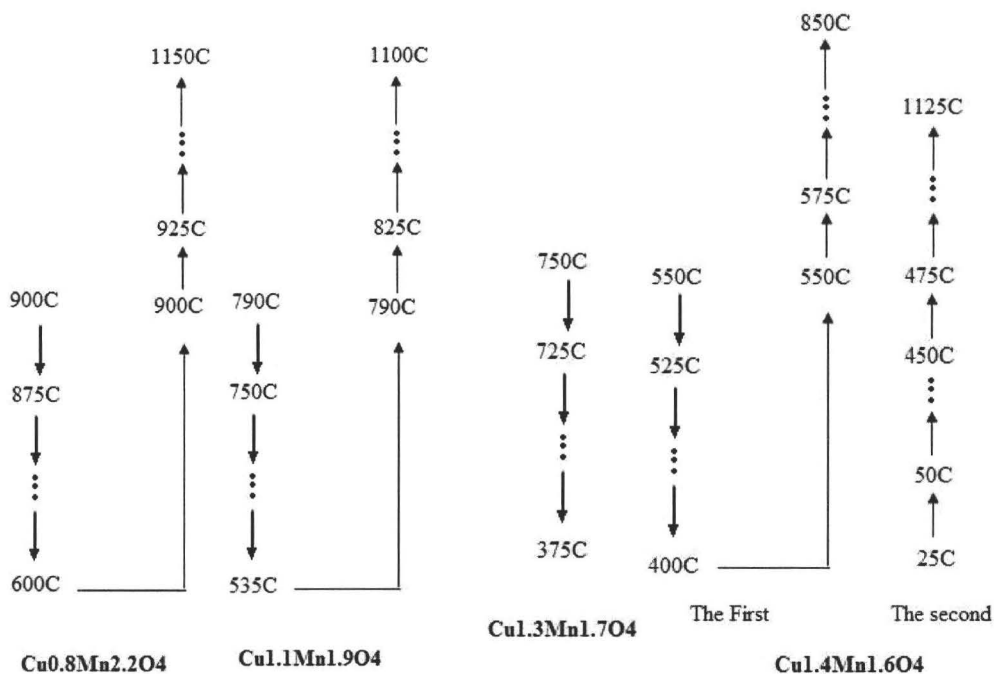 850C
1150C 1100C
1125C
575C
925C 825C
750C 550C 550C 475C
900C 900C 790C 790C
725C 525C 450C
875C 750C
50C
375C 400C 25C
600C 535C
The First The second
Cu1.3Mn1.7O4
Cu0.8Mn2.2O4 Cu1.1Mn1.9O4 Cu1.4Mn1.6O4